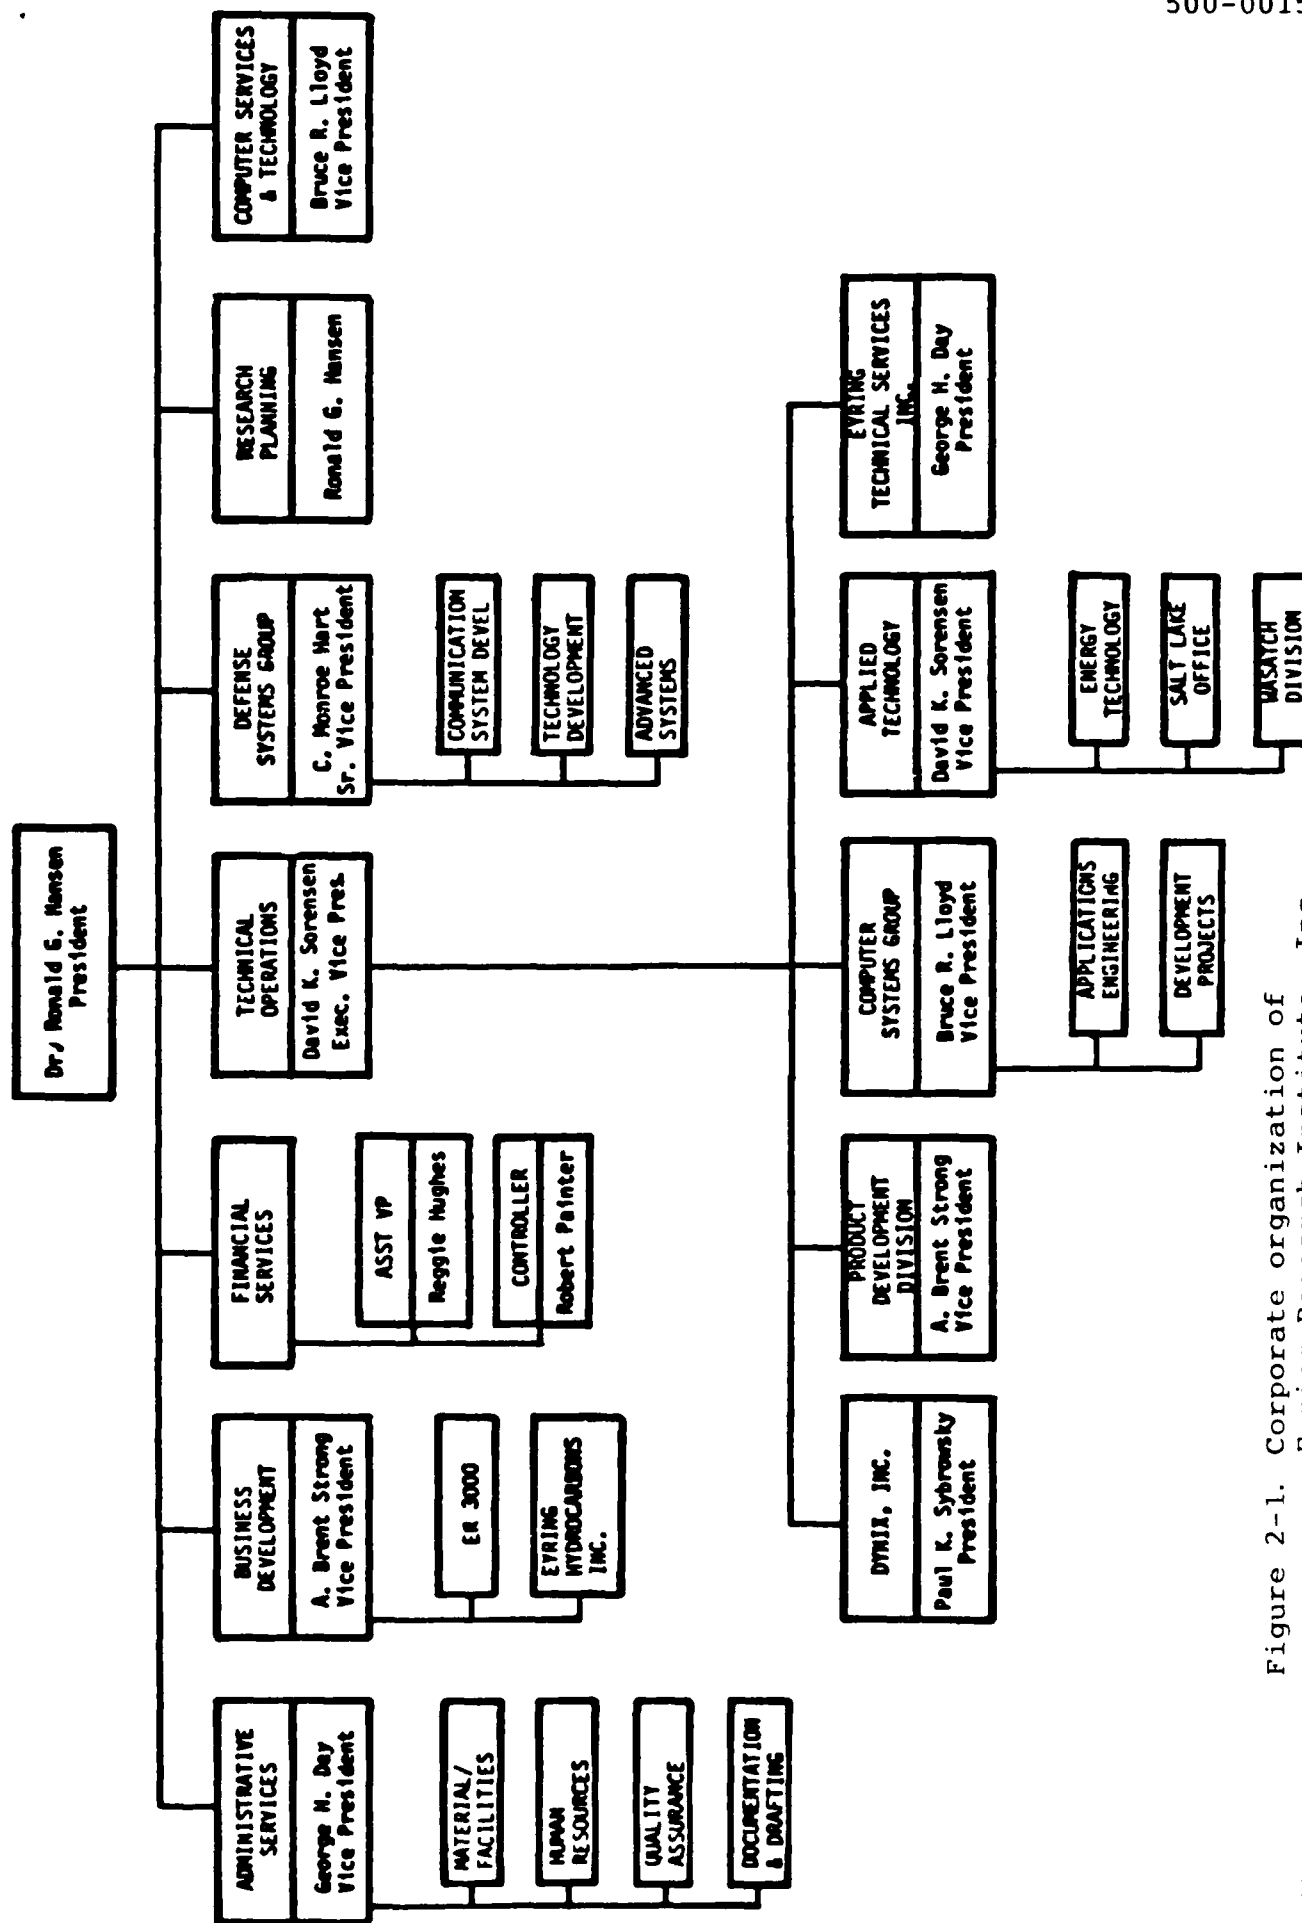 500-0015
Dr. Ronald G. Hansen
President
ADMINISTRATIVE
SERVICES
George H. Day
Vice President
MATERIAL/
FACILITIES
HUMAN
RESOURCES
QUALITY
ASSURANCE
DOCUMENTATION
& DRAFTING
BUSINESS
DEVELOPMENT
A. Brent Strong
Vice President
ER 3000
EYRING
HYDROCARBONS
INC.
FINANCIAL
SERVICES
ASST VP
Reggie Hughes
CONTROLLER
Robert Painter
TECHNICAL
OPERATIONS
David K. Sorensen
Exec. Vice Pres.
DEFENSE
SYSTEMS GROUP
C. Monroe Hart
Sr. Vice President
COMMUNICATION
SYSTEM DEVEL
TECHNOLOGY
DEVELOPMENT
ADVANCED
SYSTEMS
RESEARCH
PLANNING
Ronald G. Hansen
COMPUTER SERVICES
& TECHNOLOGY
Bruce R. Lloyd
Vice President
DYNIX, INC.
Paul K. Sybrowsky
President
PRODUCT
DEVELOPMENT
DIVISION
A. Brent Strong
Vice President
COMPUTER
SYSTEMS GROUP
Bruce R. Lloyd
Vice President
APPLICATIONS
ENGINEERING
DEVELOPMENT
PROJECTS
APPLIED
TECHNOLOGY
David K. Sorensen
Vice President
ENERGY
TECHNOLOGY
SALT LAKE
OFFICE
WASATCH
DIVISION
EYRING
TECHNICAL SERVICES
INC.
George H. Day
President
Figure 2-1. Corporate organization of